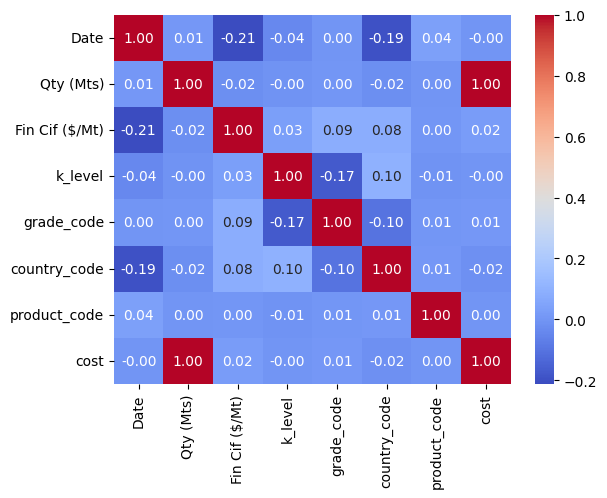 Date 1.00 0.01 -0.21 -0.04 0.00 -0.19 0.04 -0.00
Qty (Mts) 0.01 1.00 -0.02 -0.00 0.00 -0.02 0.00 1.00
Fin Cif ($/Mt) -0.21 -0.02 1.00 0.03 0.09 0.08 0.00 0.02
k_level -0.04 -0.00 0.03 1.00 -0.17 0.10 -0.01 -0.00
grade_code 0.00 0.00 0.09 -0.17 1.00 -0.10 0.01 0.01
country_code -0.19 -0.02 0.08 0.10 -0.10 1.00 0.01 -0.02
product_code 0.04 0.00 0.00 -0.01 0.01 0.01 1.00 0.00
cost -0.00 1.00 0.02 -0.00 0.01 -0.02 0.00 1.00
Date
Qty (Mts)
Fin Cif ($/Mt)
k_level
grade_code
country_code
product_code
cost
1.0
0.8
0.6
0.4
0.2
0.0
−0.2